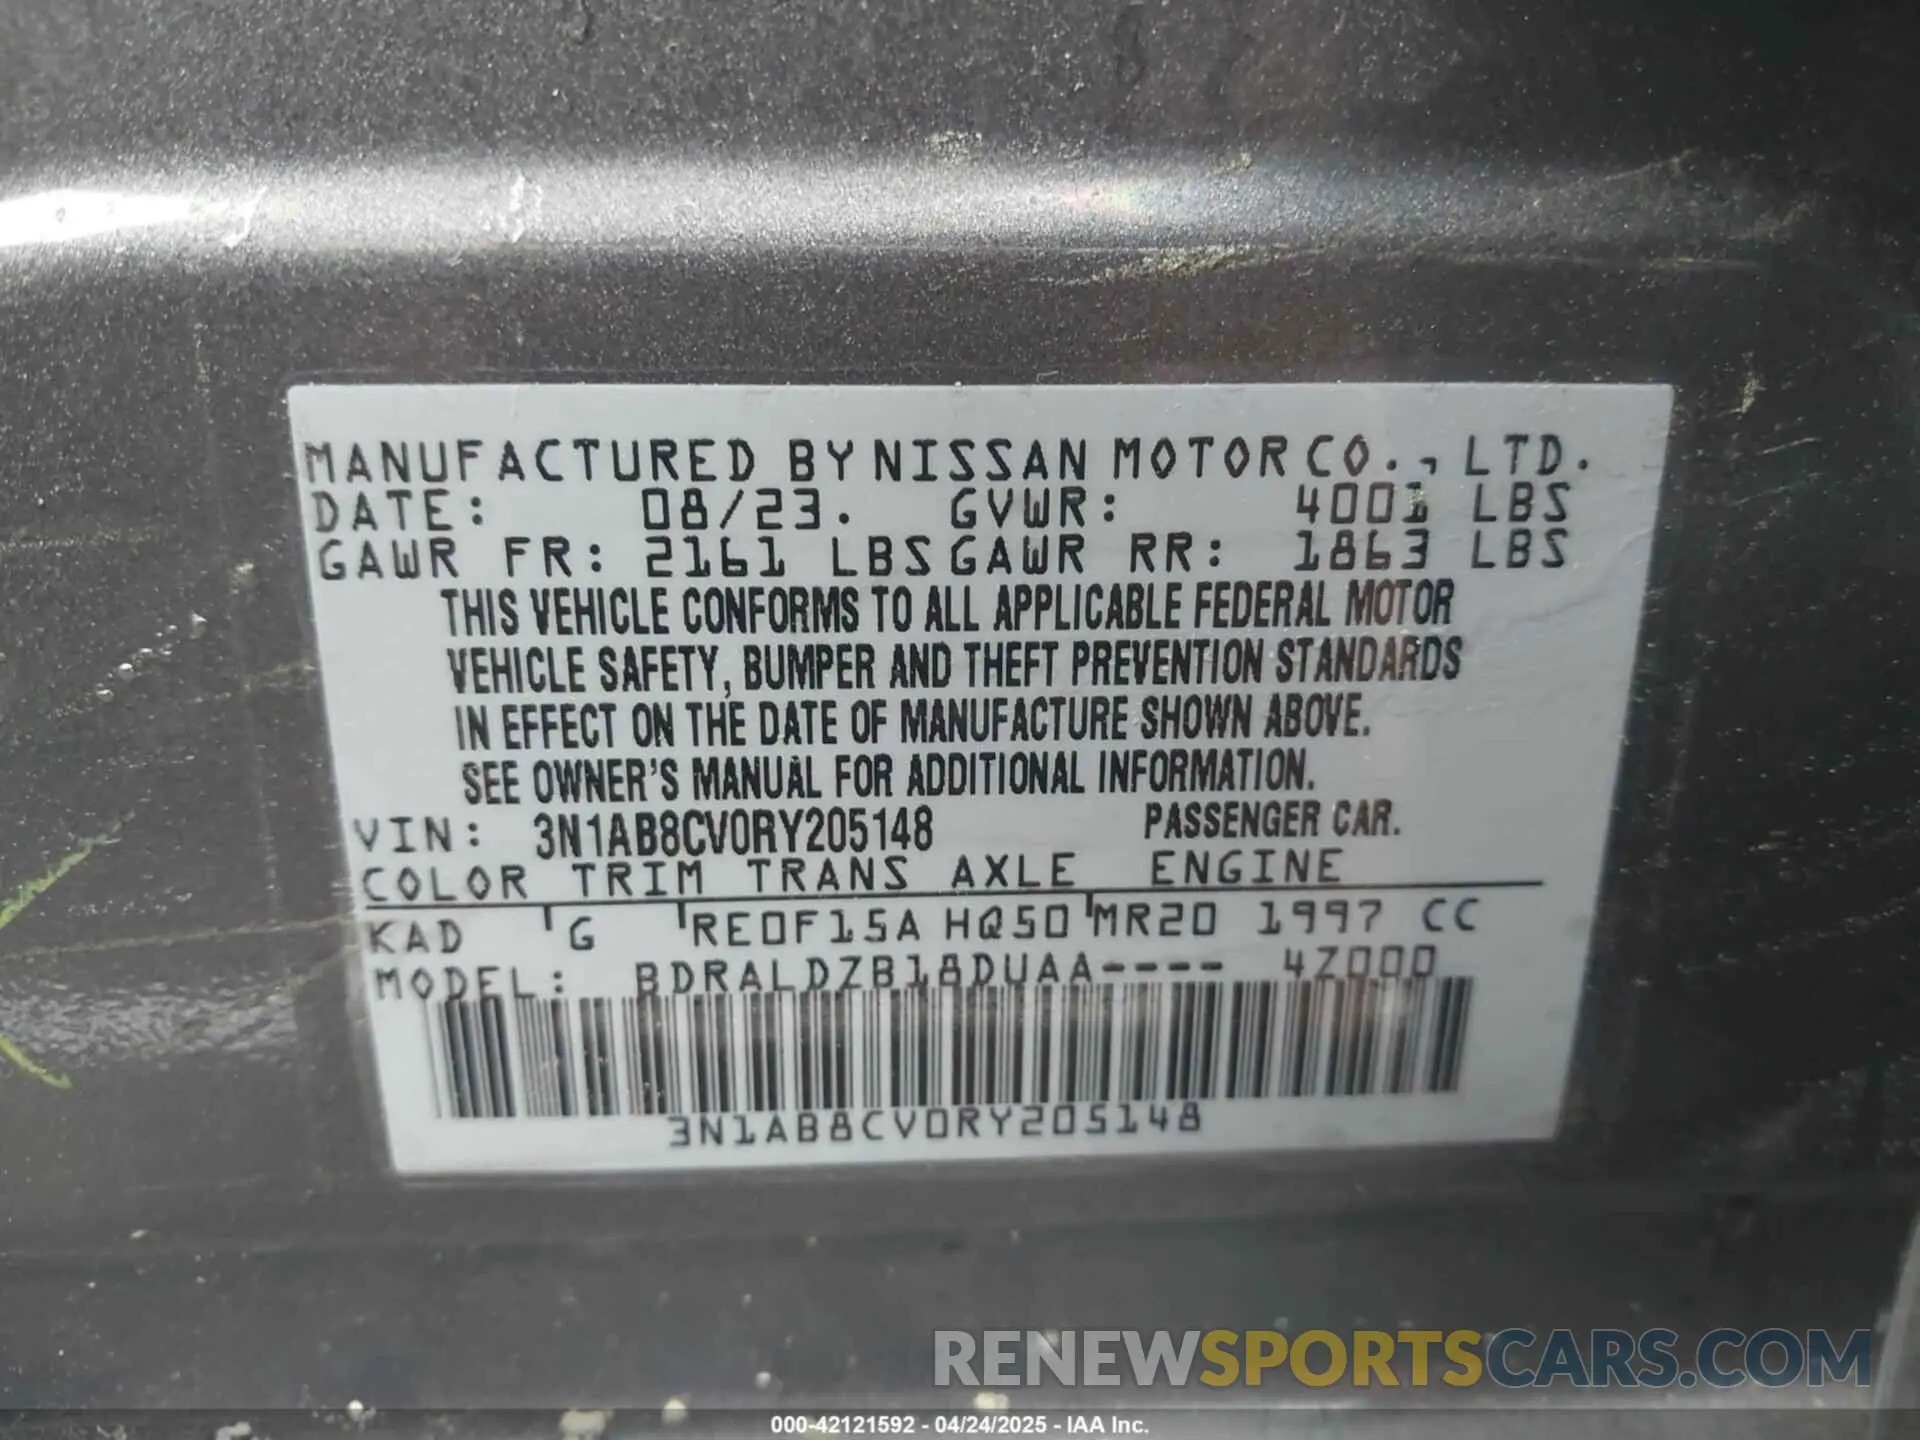 MANUFACTURED BY NISSAN MOTOR CO., LTD.
DATE: 08/23. GVWR: 4001 LBS
GAWR FR: 2161 LBS GAWR RR: 1863 LBS
THIS VEHICLE CONFORMS TO ALL APPLICABLE FEDERAL MOTOR
VEHICLE SAFETY, BUMPER AND THEFT PREVENTION STANDARDS
IN EFFECT ON THE DATE OF MANUFACTURE SHOWN ABOVE.
SEE OWNER'S MANUAL FOR ADDITIONAL INFORMATION.
VIN: 3N1AB8CV0RY205148 PASSENGER CAR.
COLOR TRIM TRANS AXLE ENGINE
KAD G RE0F15A HQ50 MR20 1997 CC
MODEL: BDRALDZB18DUAA---- 4Z000
3N1AB8CV0RY205148
RENEWSPORTSCARS.COM
000-42121592 - 04/24/2025 - IAA Inc.